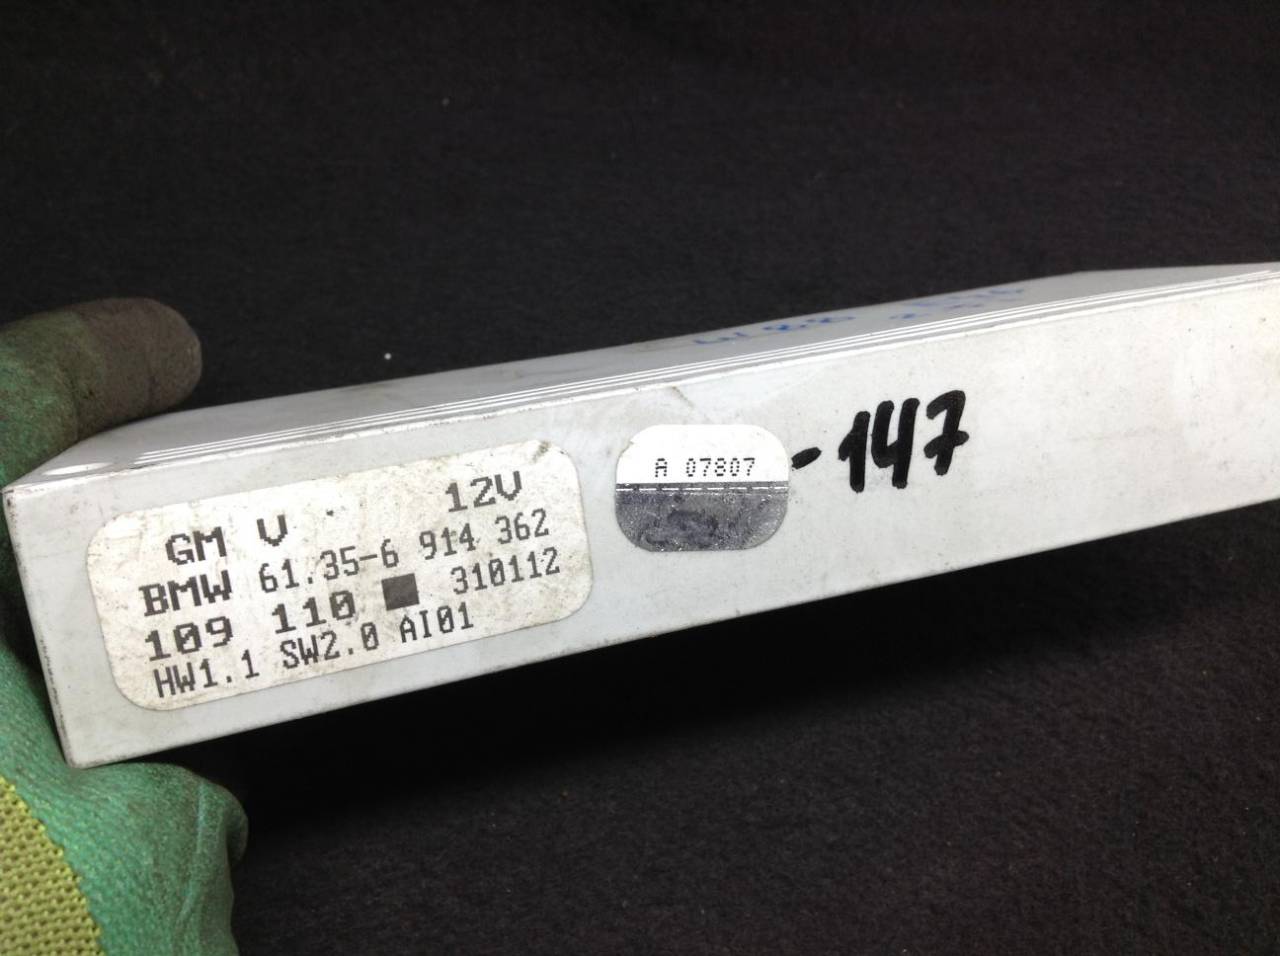 GM V 12V
BMW 61.35-6 914 362
109 110 310112
HW1.1 SW2.0 AI01
A 07807
-147